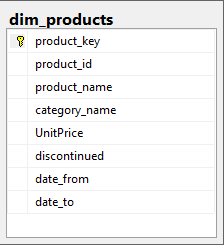 dim_products
product_key
product_id
product_name
category_name
UnitPrice
discontinued
date_from
date_to